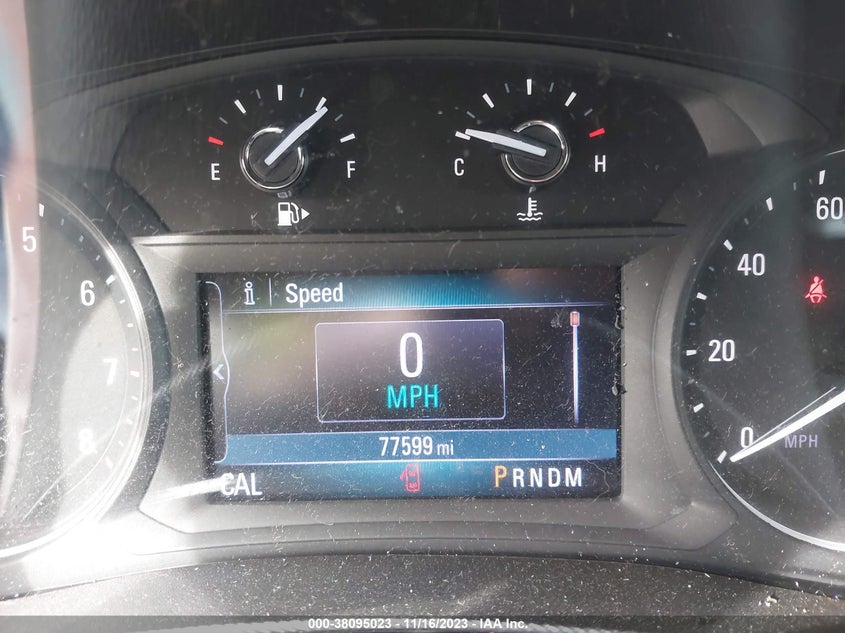 E F
C H
5
6
7
8
i Speed
0
MPH
77599 mi
CAL
PRNDM
60
40
20
0
MPH
000-38095023 - 11/16/2023 - IAA Inc.